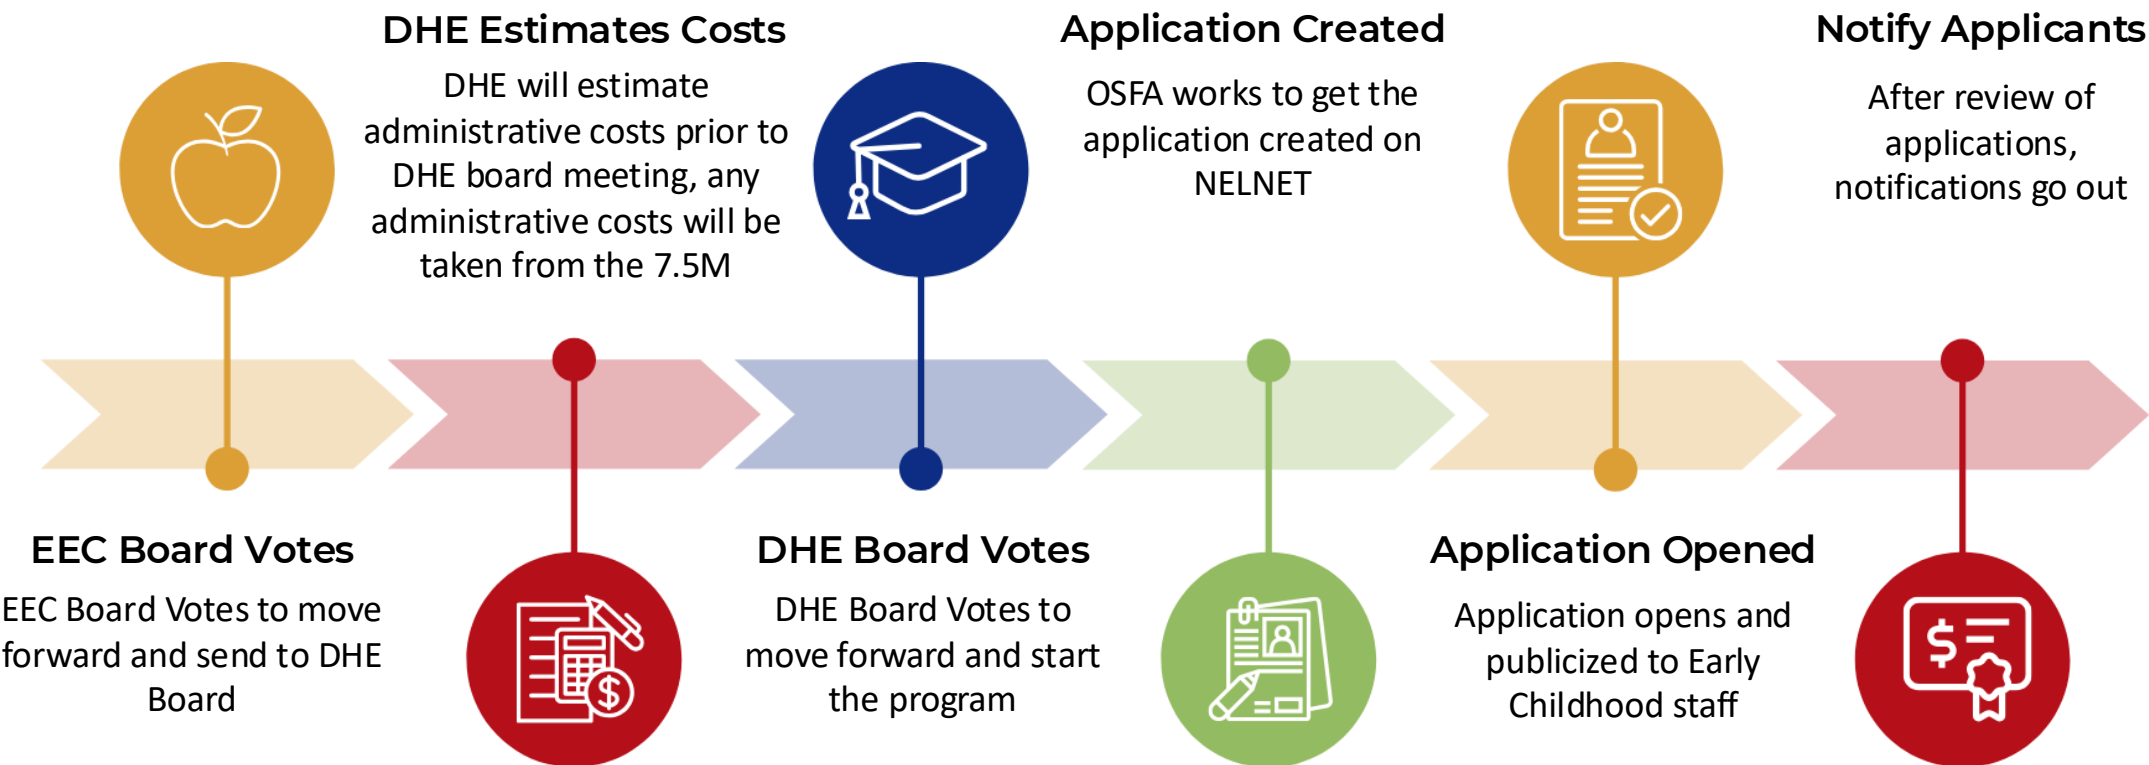 EEC Board Votes
EEC Board Votes to move
forward and send to DHE
Board
DHE Estimates Costs
DHE will estimate
administrative costs prior to
DHE board meeting, any
administrative costs will be
taken from the 7.5M
$
DHE Board Votes
DHE Board Votes to
move forward and start
the program
Application Created
OSFA works to get the
application created on
NELNET
Application Opened
Application opens and
publicized to Early
Childhood staff
Notify Applicants
After review of
applications,
notifications go out
$